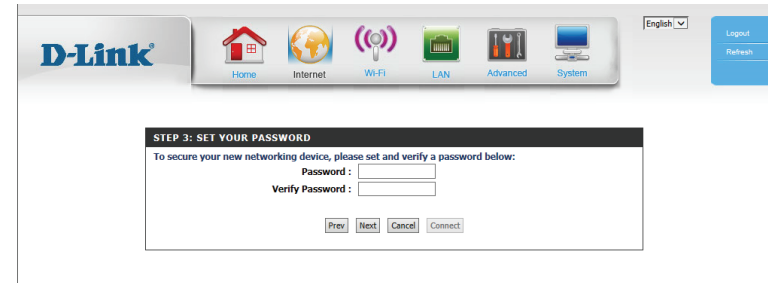 D-Link®
Home
Internet
Wi-Fi
LAN
Advanced
System
English
Logout
Refresh
STEP 3: SET YOUR PASSWORD
To secure your new networking device, please set and verify a password below:
Password :
Verify Password :
Prev Next Cancel Connect